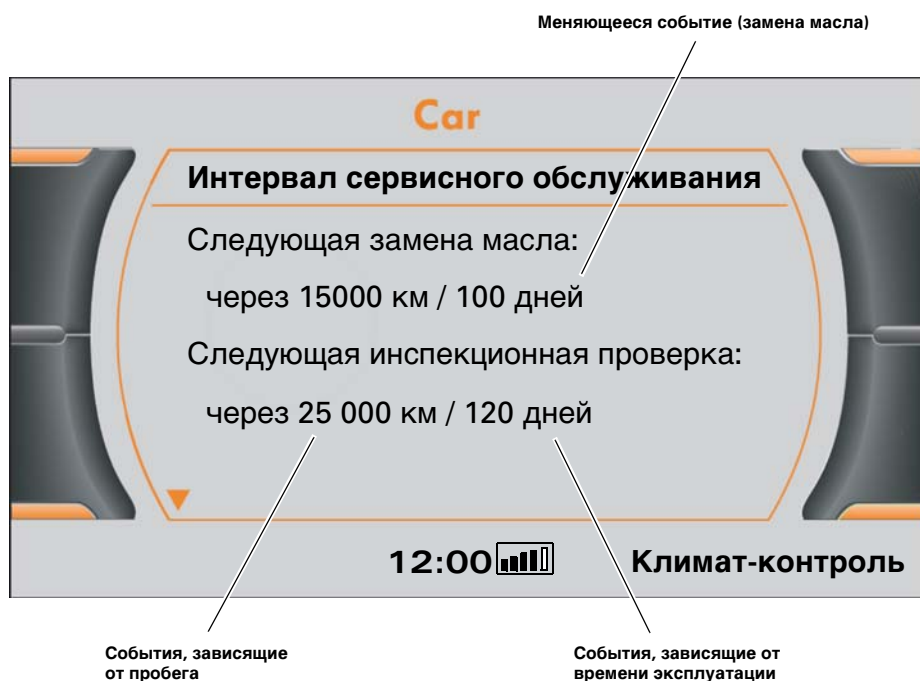 Меняющееся событие (замена масла)
Car
Интервал сервисного обслуживания
Следующая замена масла:
через 15000 км / 100 дней
Следующая инспекционная проверка:
через 25 000 км / 120 дней
12:00
Климат-контроль
События, зависящие
от пробега
События, зависящие от
времени эксплуатации